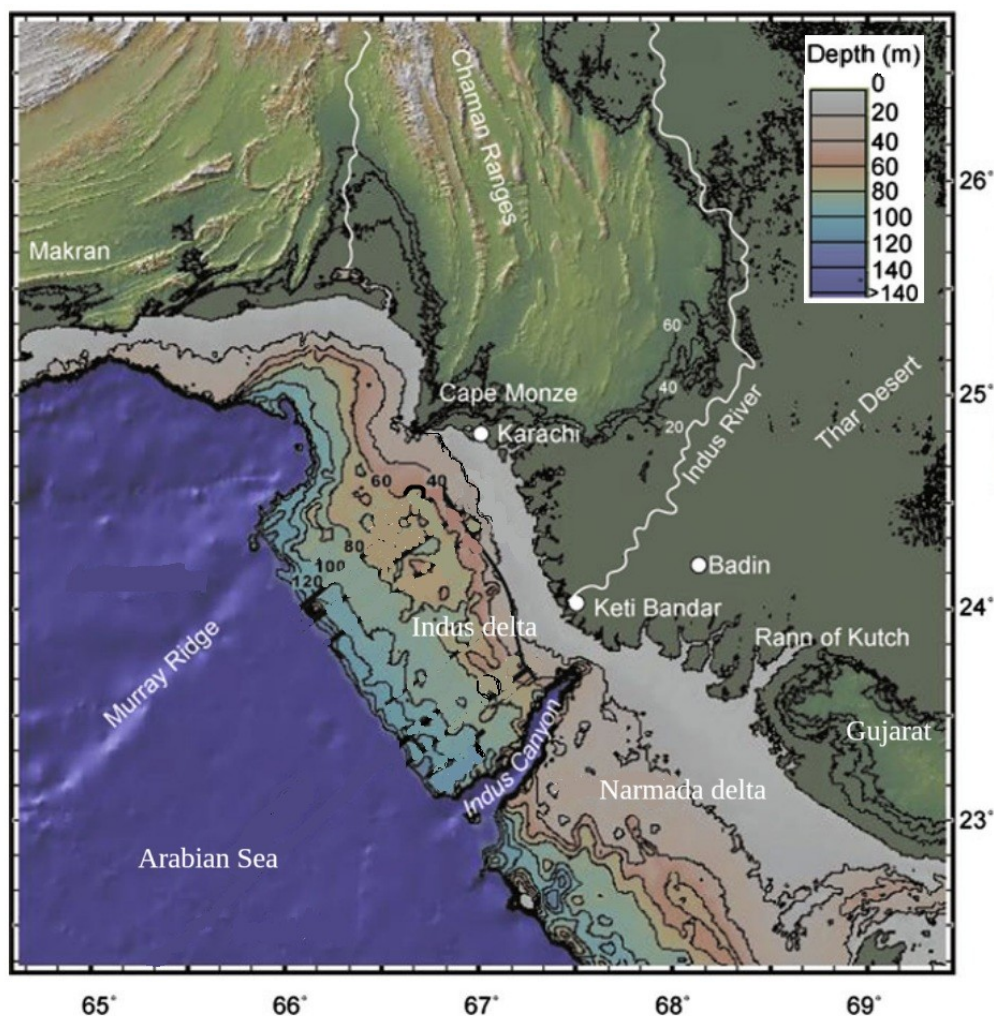 Depth (m)
0
20
40
60
80
100
120
140
>140
Chaman Ranges
26°
Makran
60
40
20
25°
Cape Monze
Karachi
Indus River
Thar Desert
60
40
80
100
120
Badin
Keti Bandar
24°
Indus delta
Rann of Kutch
Murray Ridge
Gujarat
Indus Canyon
Narmada delta
23°
Arabian Sea
65°
66°
67°
68°
69°